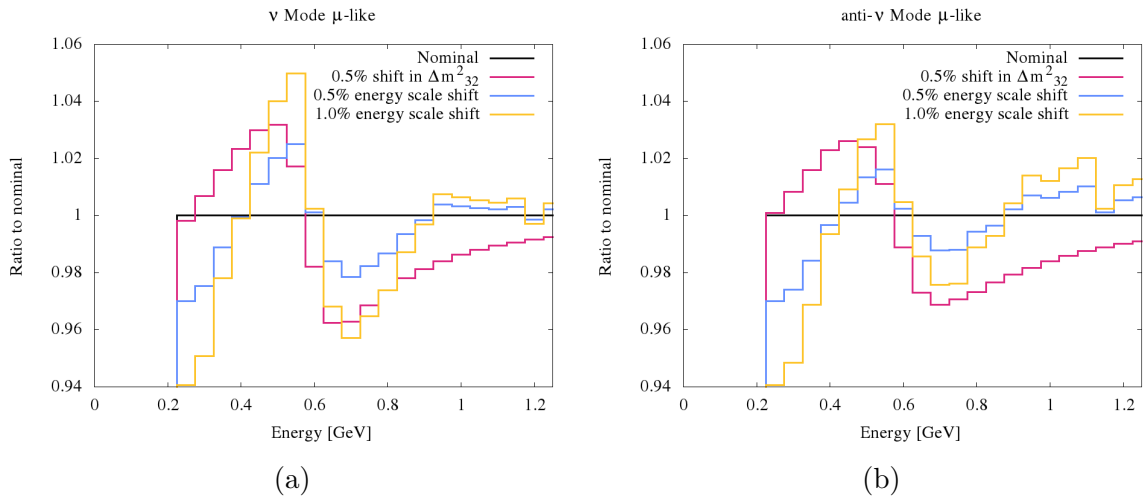 ν Mode μ-like
1.06
1.04
1.02
1
0.98
0.96
0.94
0
0.2
0.4
0.6
0.8
1
1.2
Ratio to nominal
Energy [GeV]
Nominal
0.5% shift in Δm²₃₂
0.5% energy scale shift
1.0% energy scale shift
(a)
anti-ν Mode μ-like
1.06
1.04
1.02
1
0.98
0.96
0.94
0
0.2
0.4
0.6
0.8
1
1.2
Ratio to nominal
Energy [GeV]
Nominal
0.5% shift in Δm²₃₂
0.5% energy scale shift
1.0% energy scale shift
(b)